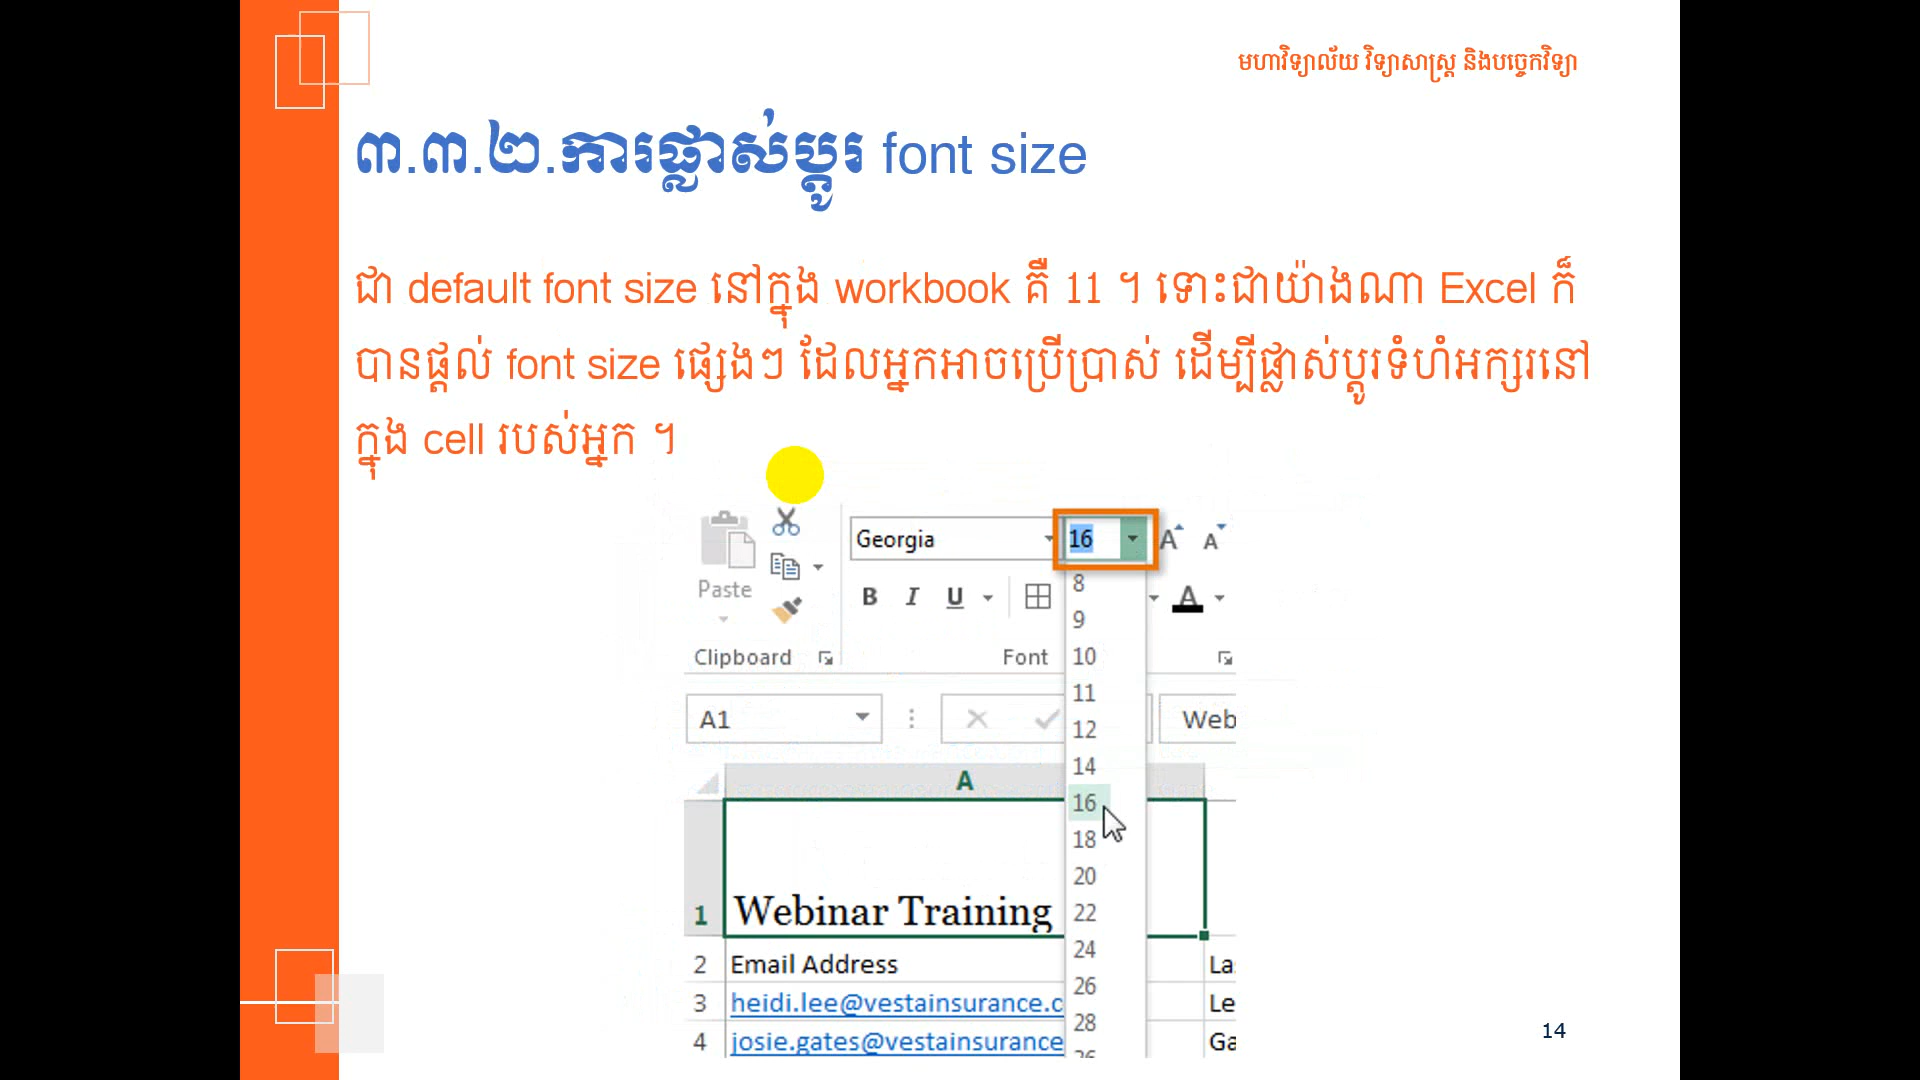 មហាវិទ្យាល័យ វិទ្យាសាស្ត្រ និងបច្ចេកវិទ្យា
៣.៣.២.ការផ្លាស់ប្ដូរ font size
ជា default font size នៅក្នុង workbook គឺ 11 ។ ទោះជាយ៉ាងណា Excel ក៏
បានផ្ដល់ font size ផ្សេងៗ ដែលអ្នកអាចប្រើប្រាស់ ដើម្បីផ្លាស់ប្ដូរទំហំអក្សរនៅ
ក្នុង cell របស់អ្នក ។
Georgia 16 A A
Paste
B I U A
Clipboard Font
8
9
10
11
12
14
16
18
20
22
24
26
28
A1 Web
A
1 Webinar Training
2 Email Address La
3 heidi.lee@vestainsurance.c Le
4 josie.gates@vestainsurance Ga
14